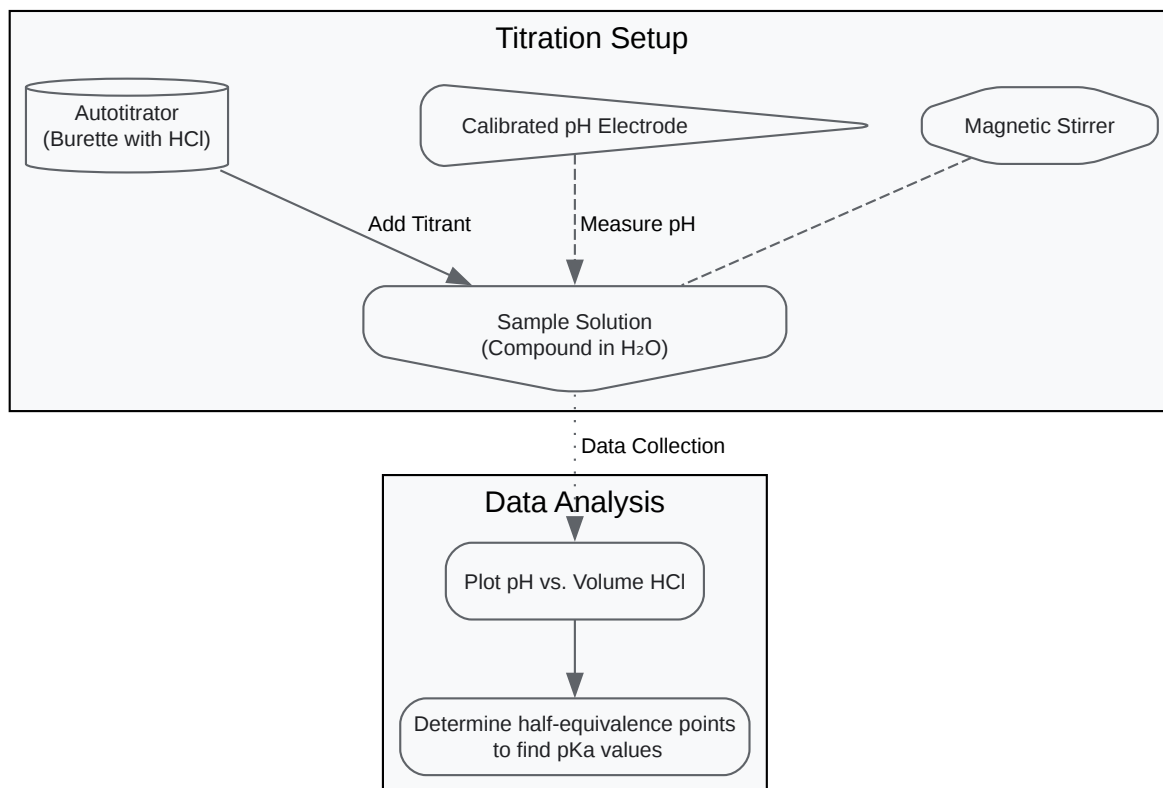 Titration Setup
Autotitrator
(Burette with HCl)
Calibrated pH Electrode
Magnetic Stirrer
Add Titrant
Measure pH
Sample Solution
(Compound in H₂O)
Data Collection
Data Analysis
Plot pH vs. Volume HCl
Determine half-equivalence points
to find pKa values